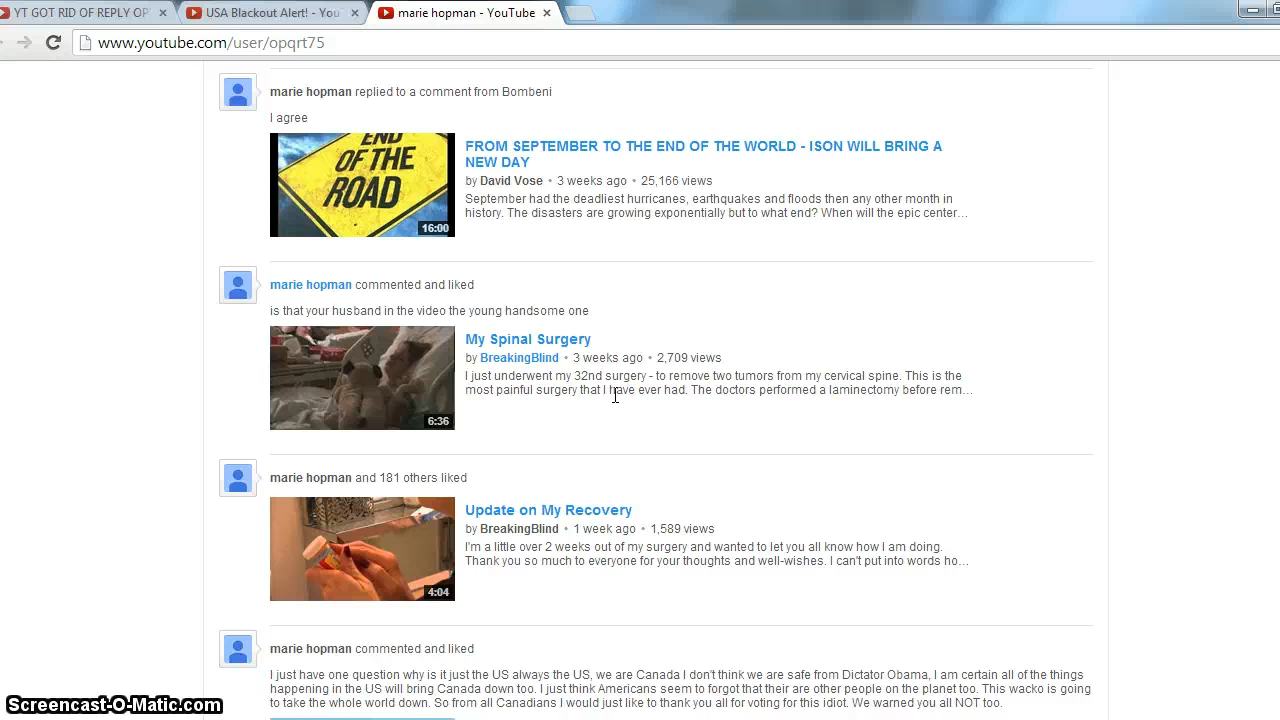 YT GOT RID OF REPLY OP
USA Blackout Alert! - You
marie hopman - YouTube
www.youtube.com/user/opqrt75
marie hopman replied to a comment from Bombeni
I agree
END
OF THE
ROAD
16:00
FROM SEPTEMBER TO THE END OF THE WORLD - ISON WILL BRING A
NEW DAY
by David Vose • 3 weeks ago • 25,166 views
September had the deadliest hurricanes, earthquakes and floods then any other month in
history. The disasters are growing exponentially but to what end? When will the epic center...
marie hopman commented and liked
is that your husband in the video the young handsome one
6:36
My Spinal Surgery
by BreakingBlind • 3 weeks ago • 2,709 views
I just underwent my 32nd surgery - to remove two tumors from my cervical spine. This is the
most painful surgery that I have ever had. The doctors performed a laminectomy before rem...
marie hopman and 181 others liked
4:04
Update on My Recovery
by BreakingBlind • 1 week ago • 1,589 views
I'm a little over 2 weeks out of my surgery and wanted to let you all know how I am doing.
Thank you so much to everyone for your thoughts and well-wishes. I can't put into words ho...
marie hopman commented and liked
I just have one question why is it just the US always the US, we are Canada I don't think we are safe from Dictator Obama, I am certain all of the things
happening in the US will bring Canada down too. I just think Americans seem to forgot that their are other people on the planet too. This wacko is going
to take the whole world down. So from all Canadians I would just like to thank you all for voting for this idiot. We warned you all NOT too.
Screencast-O-Matic.com